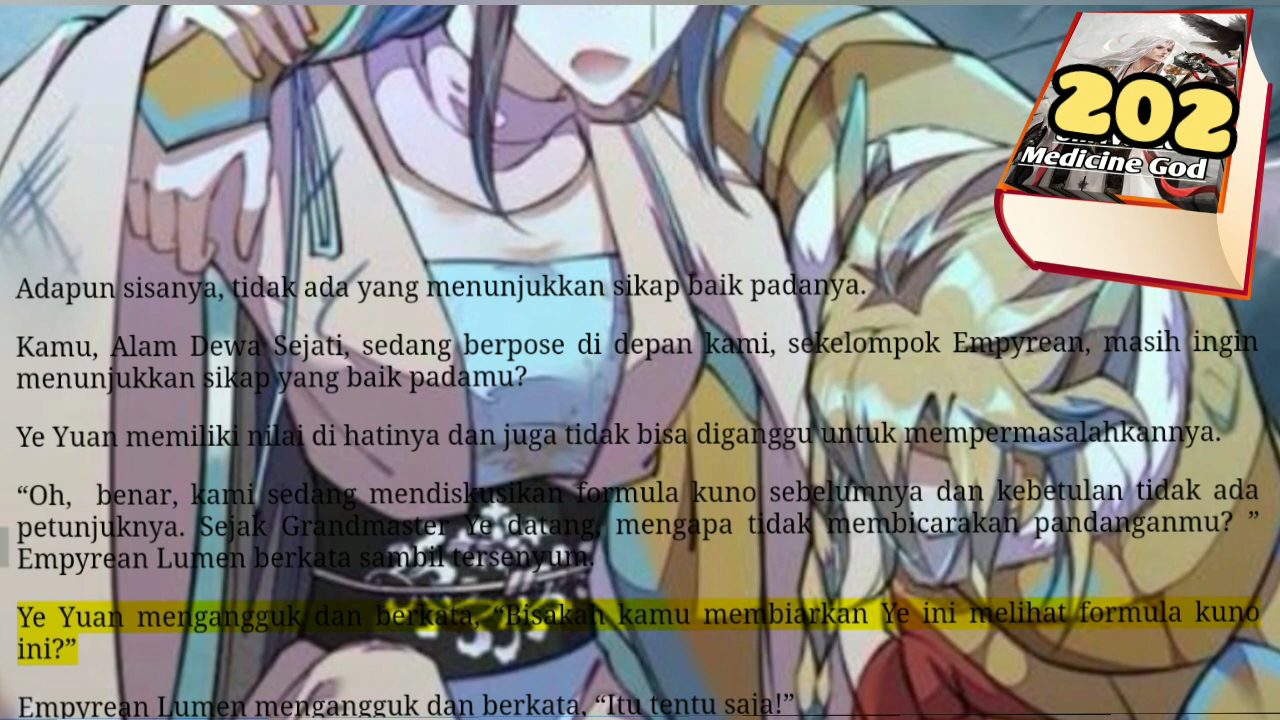 202
Medicine God
Adapun sisanya, tidak ada yang menunjukkan sikap baik padanya.
Kamu, Alam Dewa Sejati, sedang berpose di depan kami, sekelompok Empyrean, masih ingin
menunjukkan sikap yang baik padamu?
Ye Yuan memiliki nilai di hatinya dan juga tidak bisa diganggu untuk mempermasalahkannya.
“Oh, benar, kami sedang mendiskusikan formula kuno sebelumnya dan kebetulan tidak ada
petunjuknya. Sejak Grandmaster Ye datang, mengapa tidak membicarakan pandanganmu? ”
Empyrean Lumen berkata sambil tersenyum.
Ye Yuan mengangguk dan berkata, “Bisakah kamu membiarkan Ye ini melihat formula kuno
ini?”
Empyrean Lumen mengangguk dan berkata, “Itu tentu saja!”